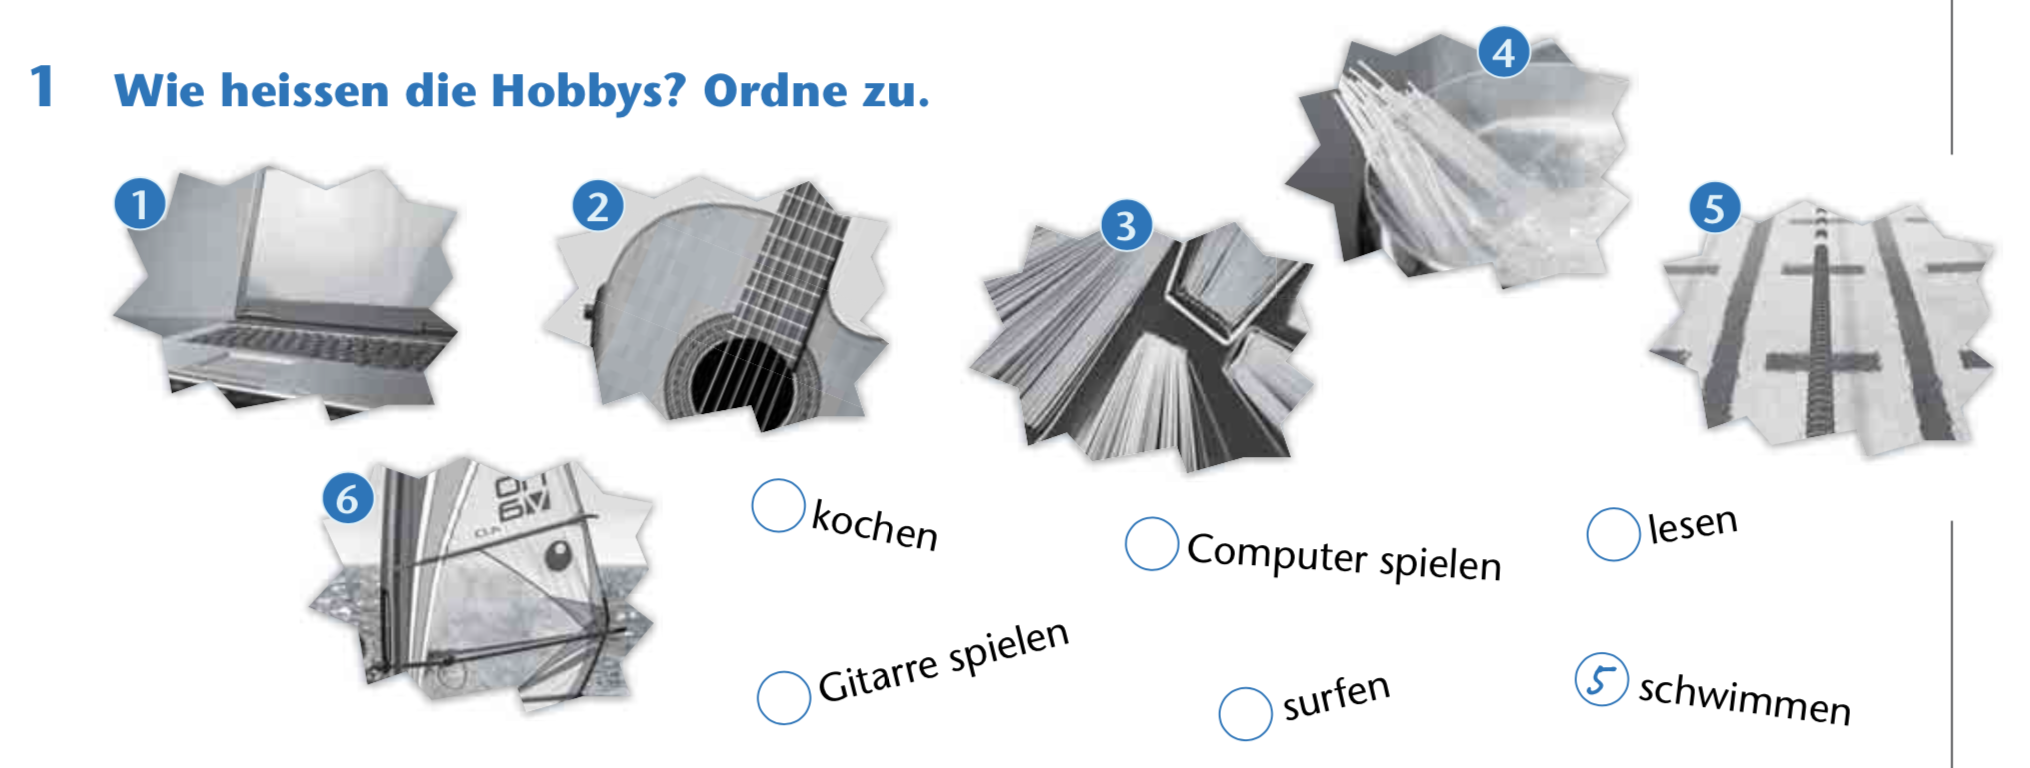 1 Wie heissen die Hobbys? Ordne zu.
4
1
2
3
5
6
kochen
Computer spielen
lesen
Gitarre spielen
surfen
5 schwimmen